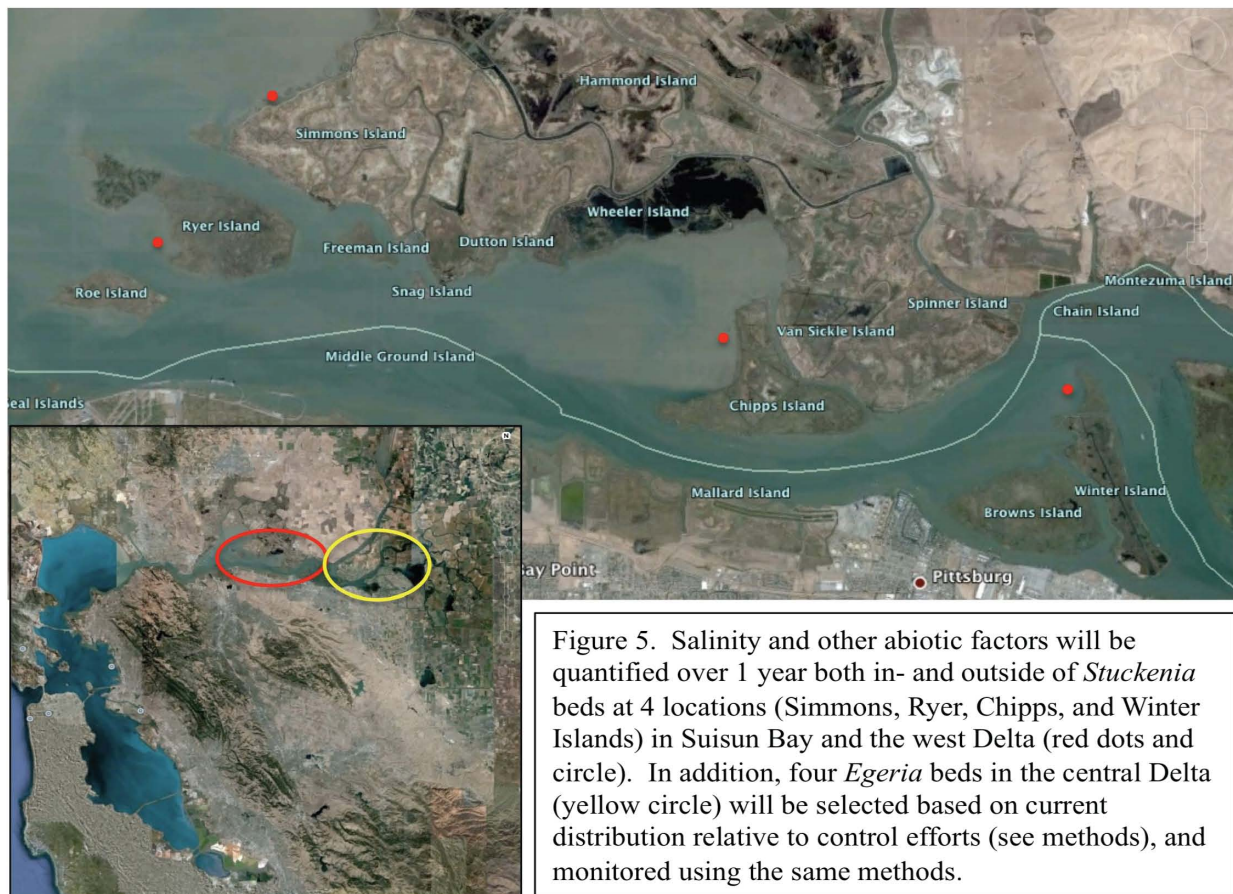 Hammond Island
Simmons Island
Wheeler Island
Ryer Island
Freeman Island
Dutton Island
Roe Island
Snag Island
Montezuma Island
Spinner Island
Chain Island
Van Sickle Island
Middle Ground Island
Seal Islands
Chipps Island
Mallard Island
Winter Island
Browns Island
Bay Point
Pittsburg
Figure 5.  Salinity and other abiotic factors will be
quantified over 1 year both in- and outside of Stuckenia
beds at 4 locations (Simmons, Ryer, Chipps, and Winter
Islands) in Suisun Bay and the west Delta (red dots and
circle).  In addition, four Egeria beds in the central Delta
(yellow circle) will be selected based on current
distribution relative to control efforts (see methods), and
monitored using the same methods.